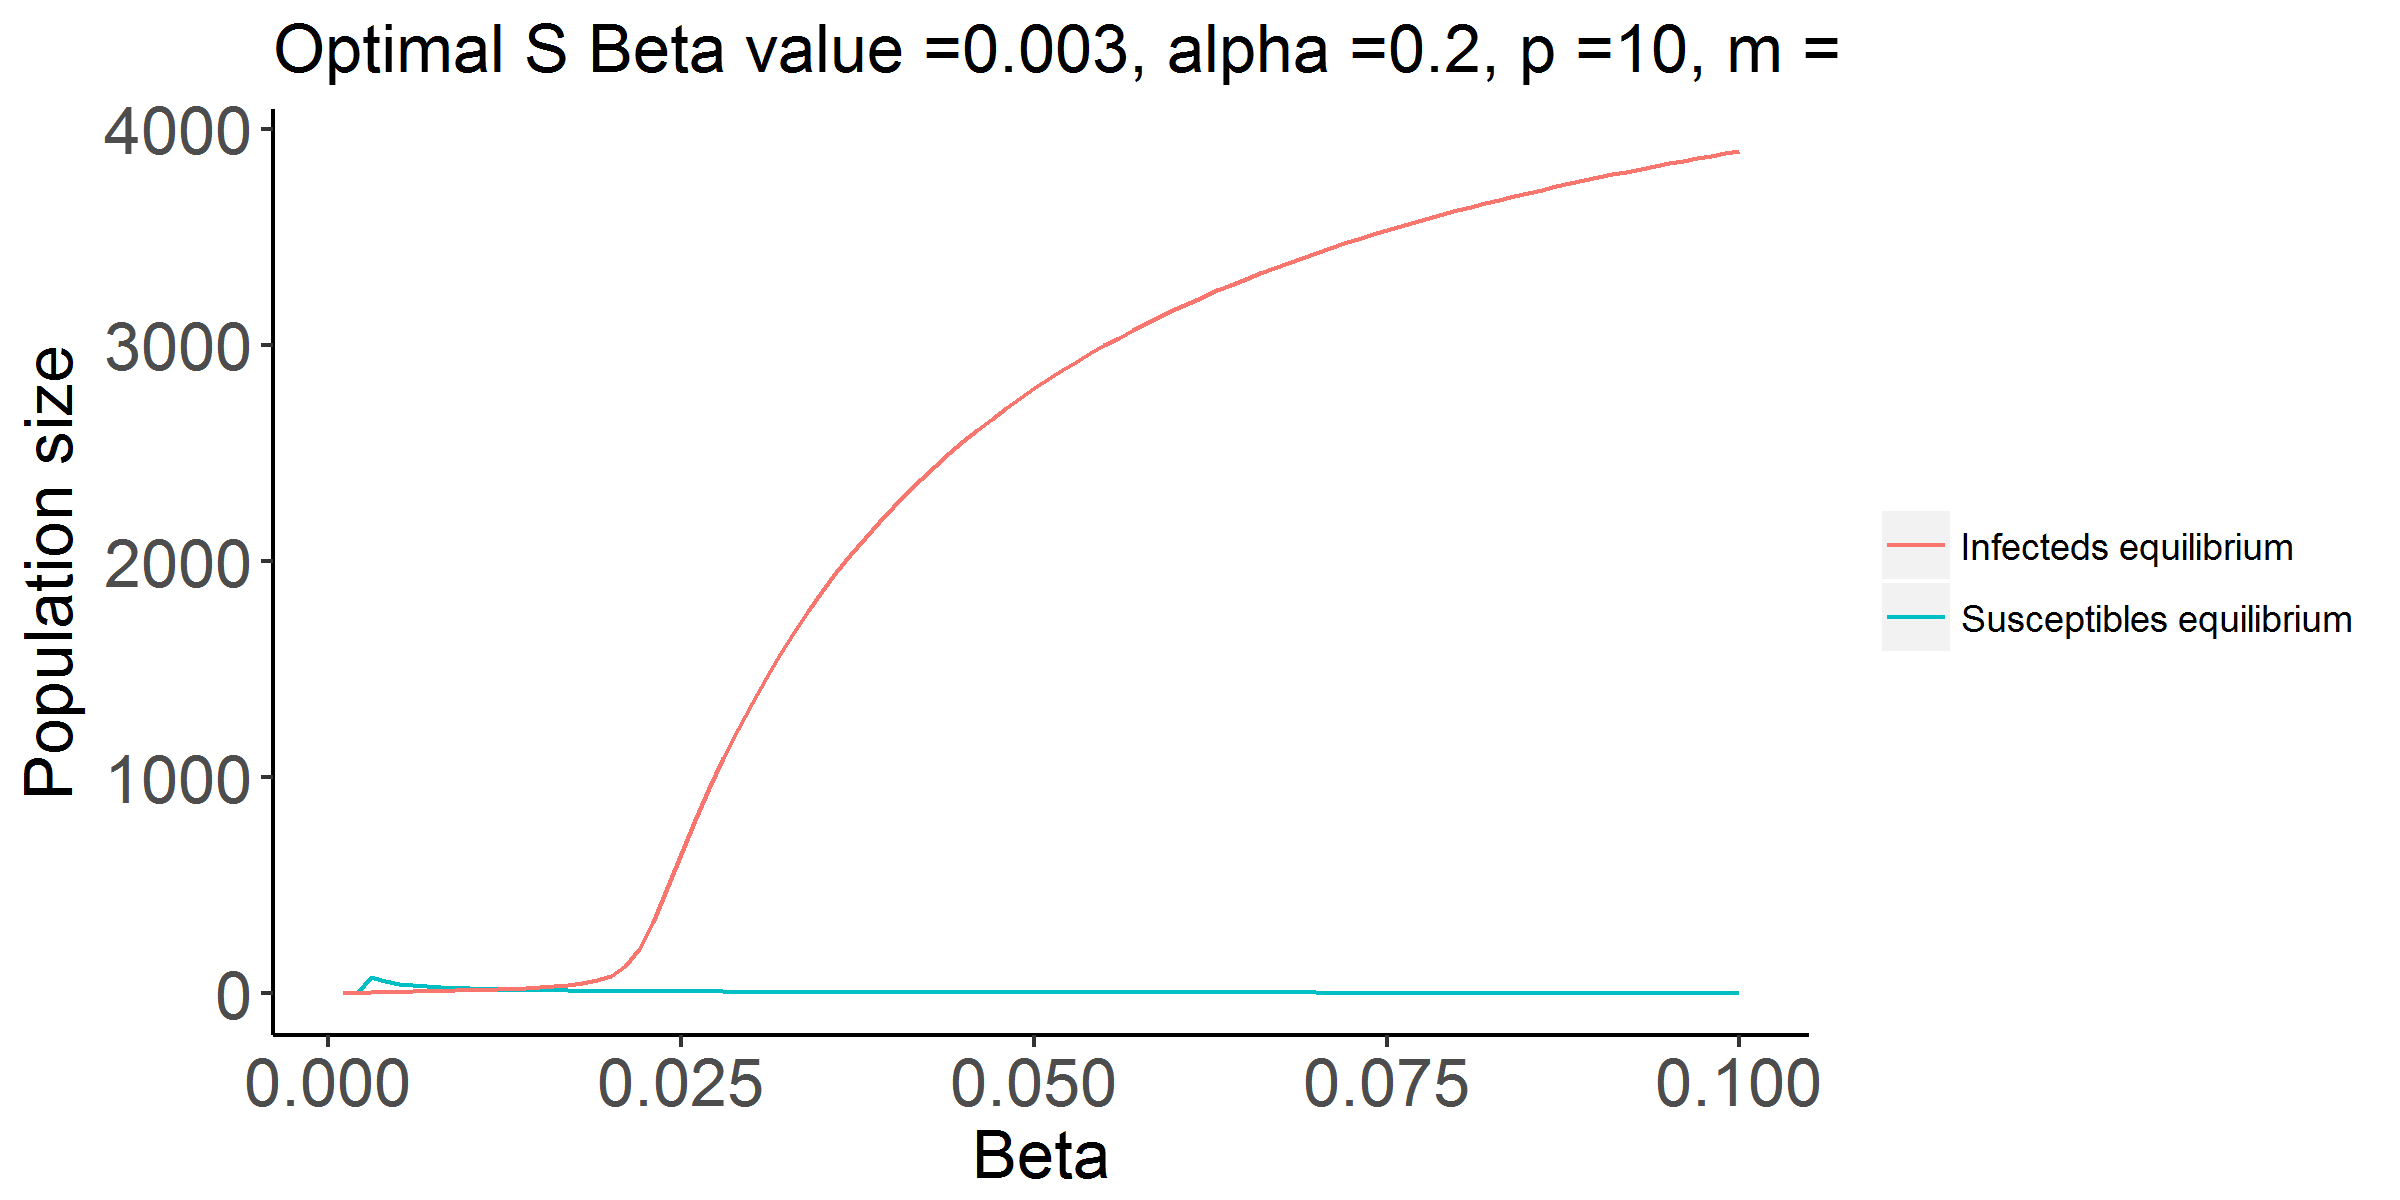 Optimal S Beta value =0.003, alpha =0.2, p =10, m =
4000
3000
2000
1000
0
Population size
0.000 0.025 0.050 0.075 0.100
Beta
Infecteds equilibrium
Susceptibles equilibrium